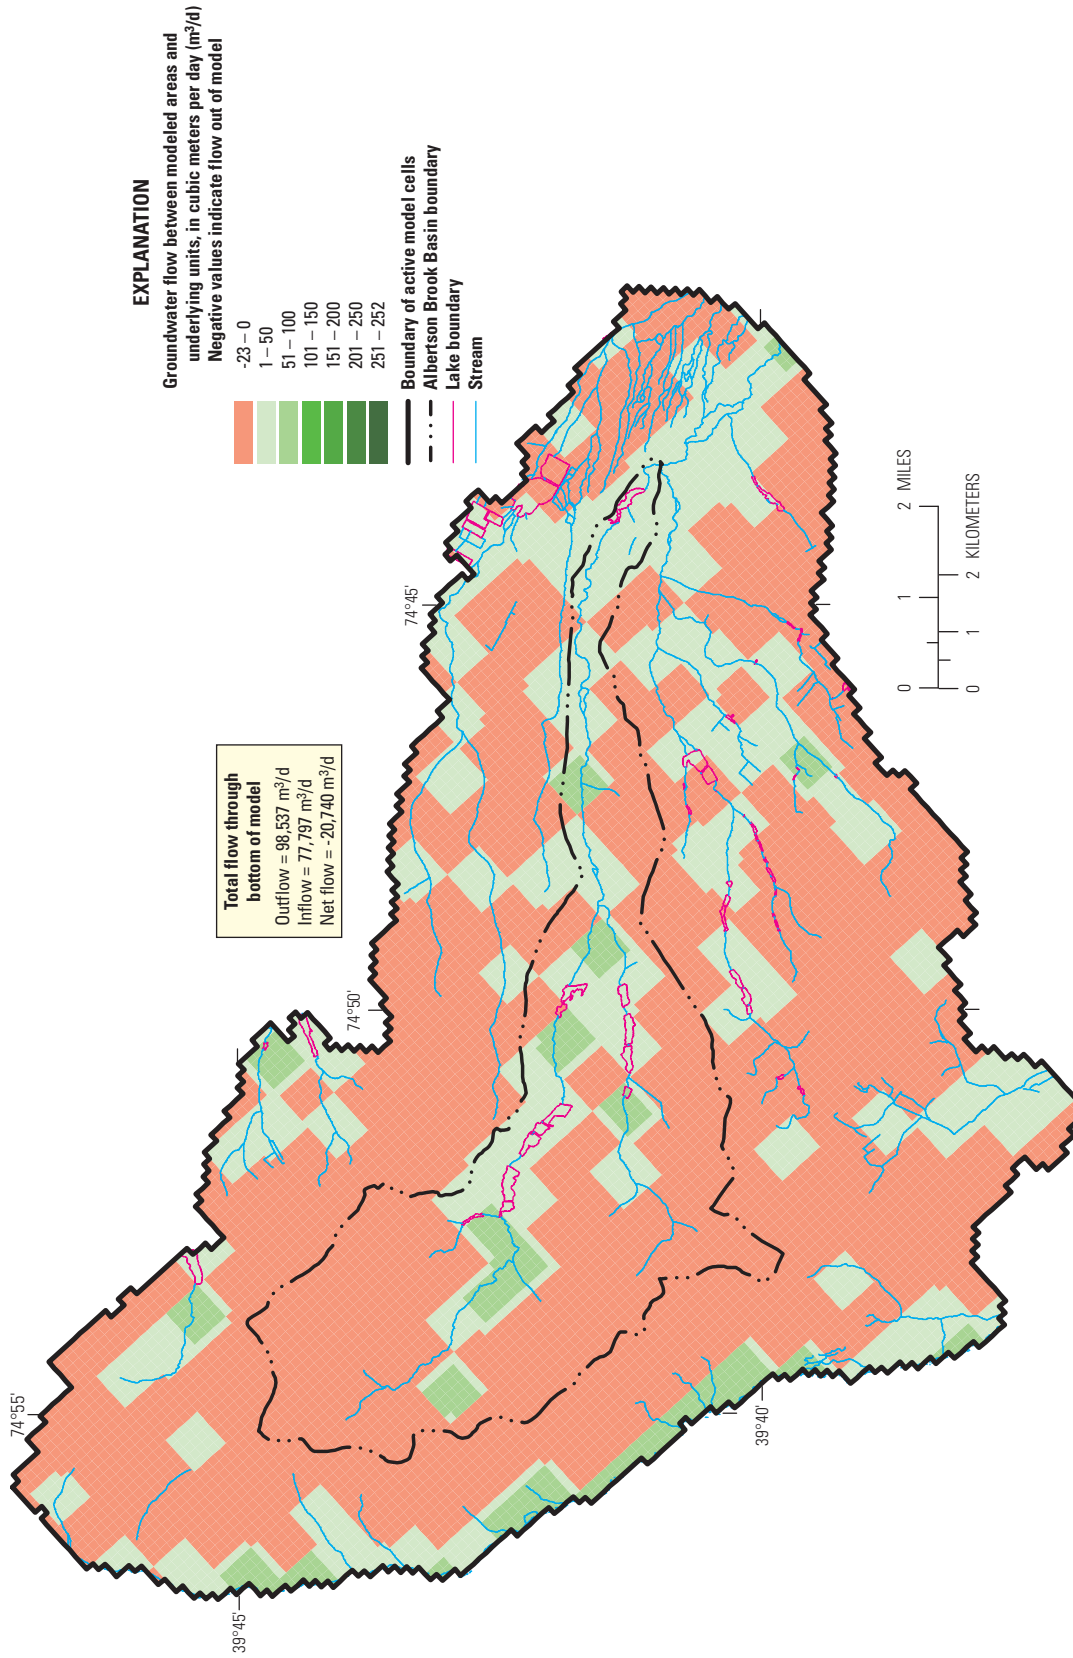 EXPLANATION
Groundwater flow between modeled areas and
underlying units, in cubic meters per day (m³/d)
Negative values indicate flow out of model
-23 – 0
1 – 50
51 – 100
101 – 150
151 – 200
201 – 250
251 – 252
Boundary of active model cells
Albertson Brook Basin boundary
Lake boundary
Stream
Total flow through
bottom of model
Outflow = 98,537 m³/d
Inflow = 77,797 m³/d
Net flow = -20,740 m³/d
74°55'
74°50'
74°45'
39°45'
39°40'
0 1 2 MILES
0 1 2 KILOMETERS